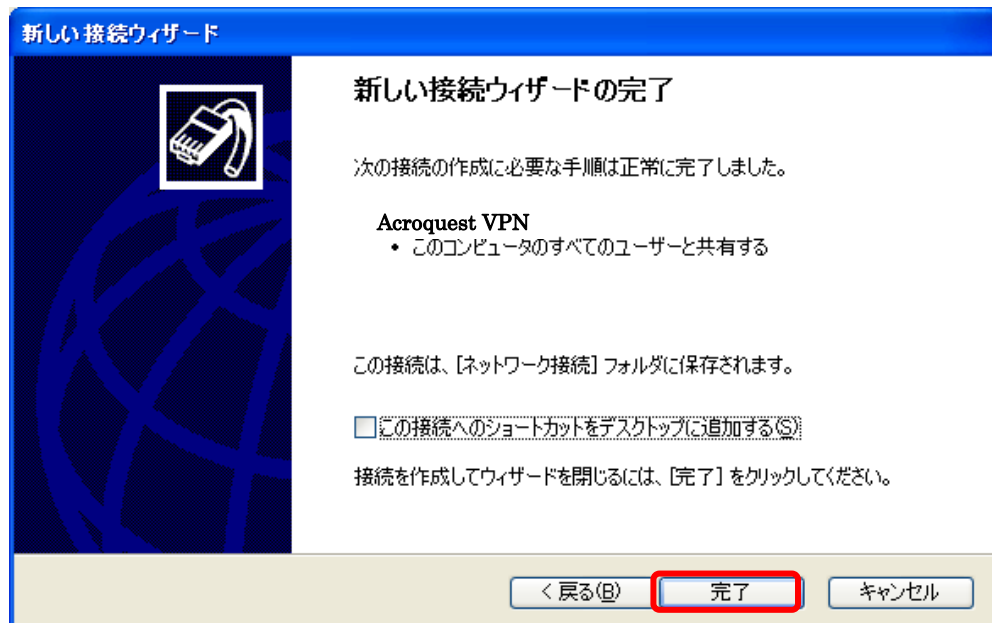 新しい接続ウィザード
新しい接続ウィザードの完了
次の接続の作成に必要な手順は正常に完了しました。
Acroquest VPN
• このコンピュータのすべてのユーザーと共有する
この接続は、[ネットワーク接続] フォルダに保存されます。
この接続へのショートカットをデスクトップに追加する(S)
接続を作成してウィザードを閉じるには、[完了] をクリックしてください。
< 戻る(B) 完了 キャンセル